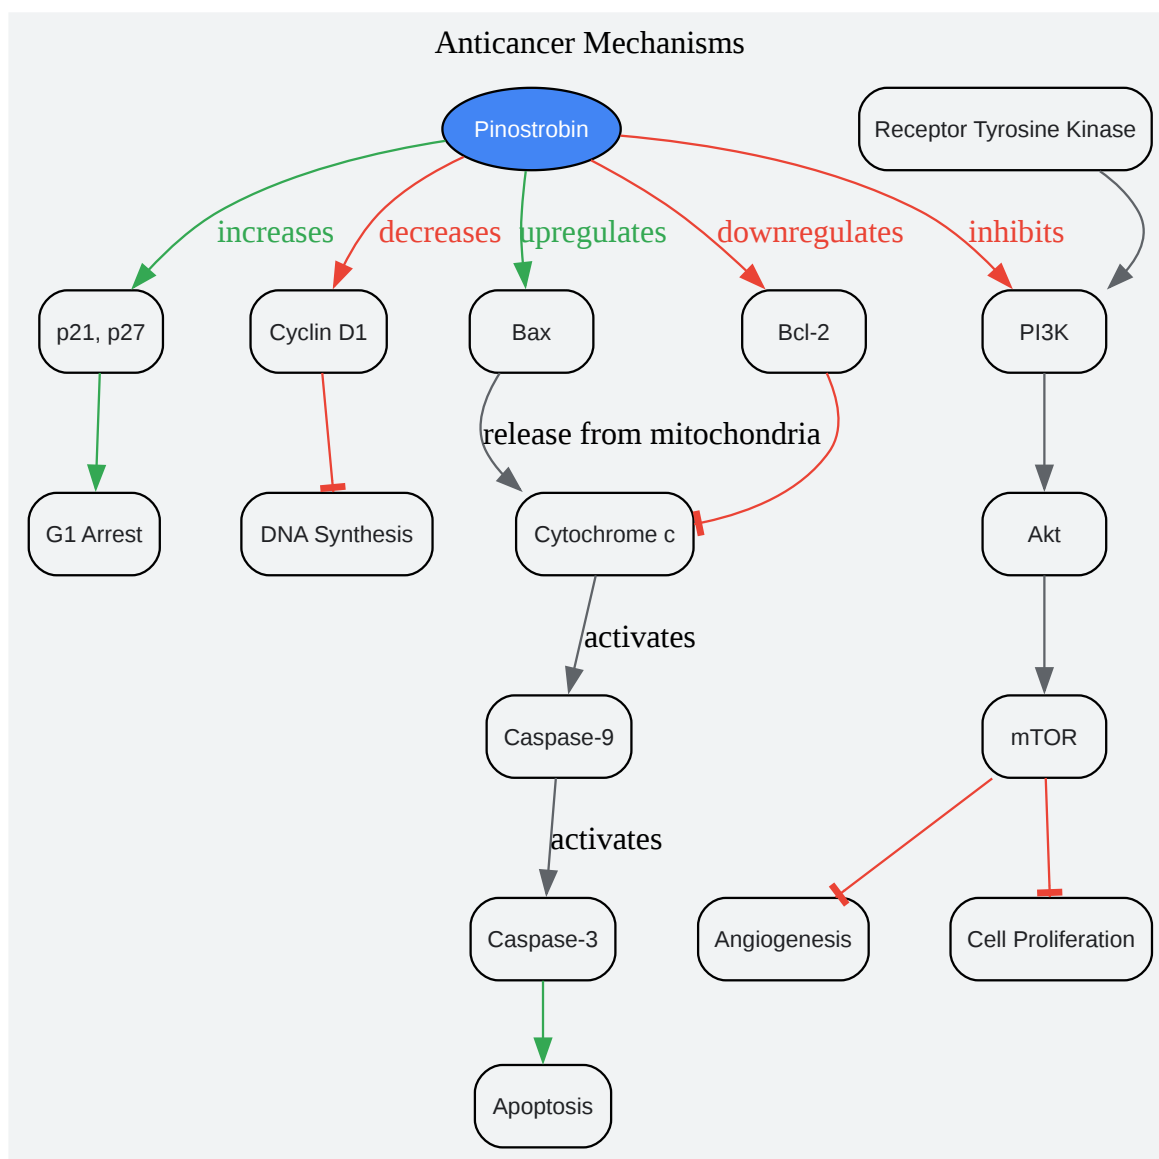 Anticancer Mechanisms
Pinostrobin
Receptor Tyrosine Kinase
increases
decreases
upregulates
downregulates
inhibits
p21, p27
Cyclin D1
Bax
Bcl-2
PI3K
release from mitochondria
G1 Arrest
DNA Synthesis
Cytochrome c
Akt
activates
Caspase-9
mTOR
activates
Caspase-3
Angiogenesis
Cell Proliferation
Apoptosis